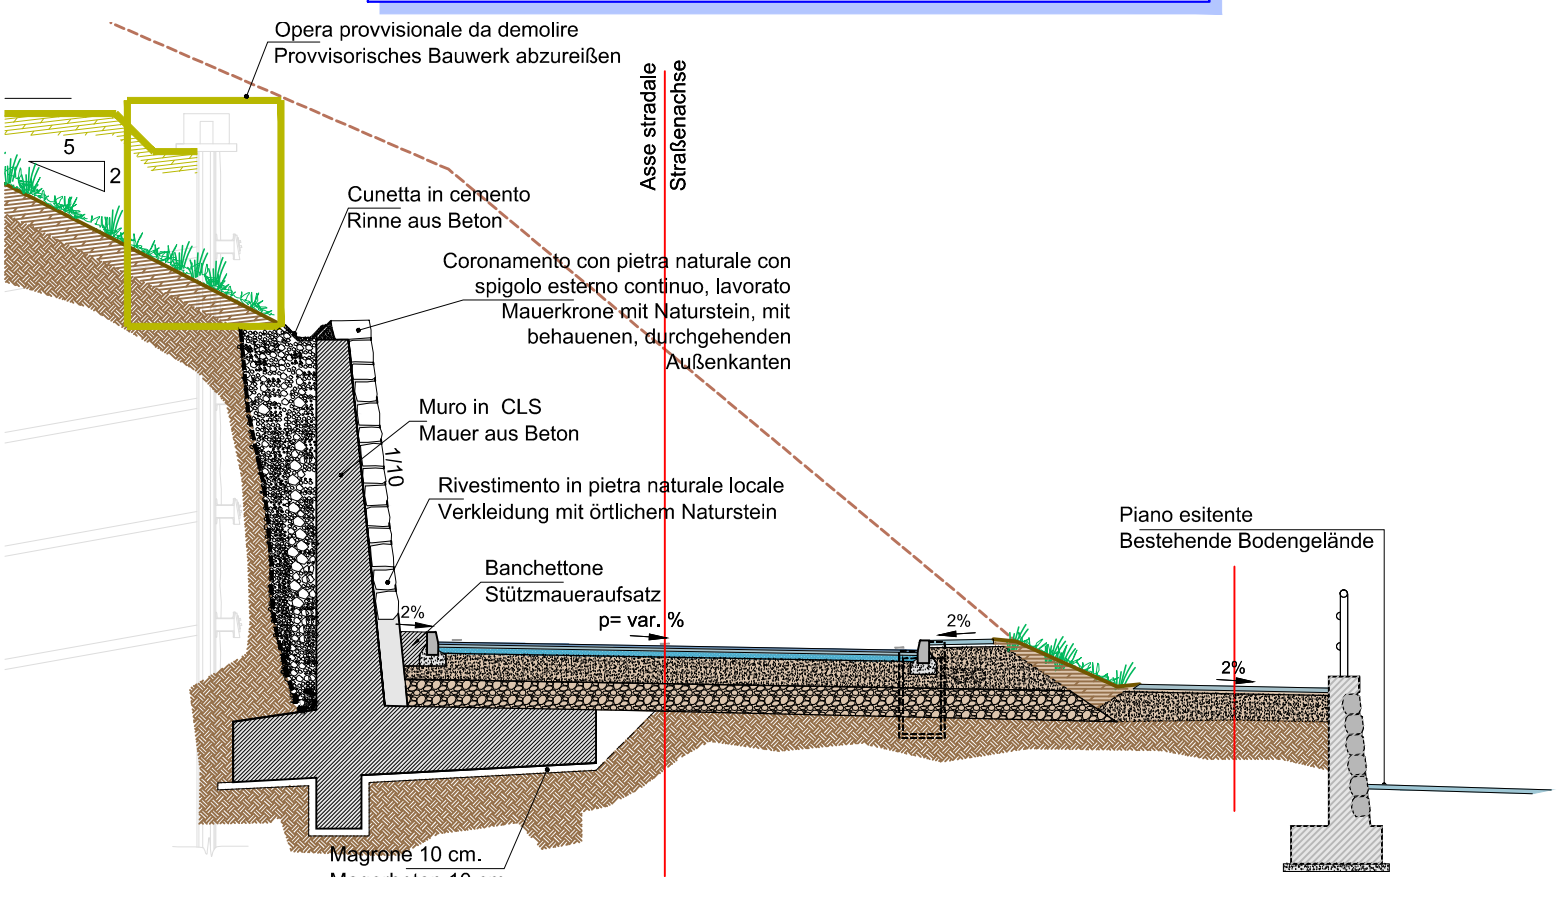 Opera provvisionale da demolire
Provvisorisches Bauwerk abzureißen
Asse stradale
Straßenachse
5
2
Cunetta in cemento
Rinne aus Beton
Coronamento con pietra naturale con
spigolo esterno continuo, lavorato
Mauerkrone mit Naturstein, mit
behauenen, durchgehenden
Außenkanten
Muro in CLS
Mauer aus Beton
1/10
Rivestimento in pietra naturale locale
Verkleidung mit örtlichem Naturstein
Piano esitente
Bestehende Bodengelände
Banchettone
Stützmaueraufsatz
2%
p= var. %
2%
2%
Magrone 10 cm.
Magerbeton 10 cm